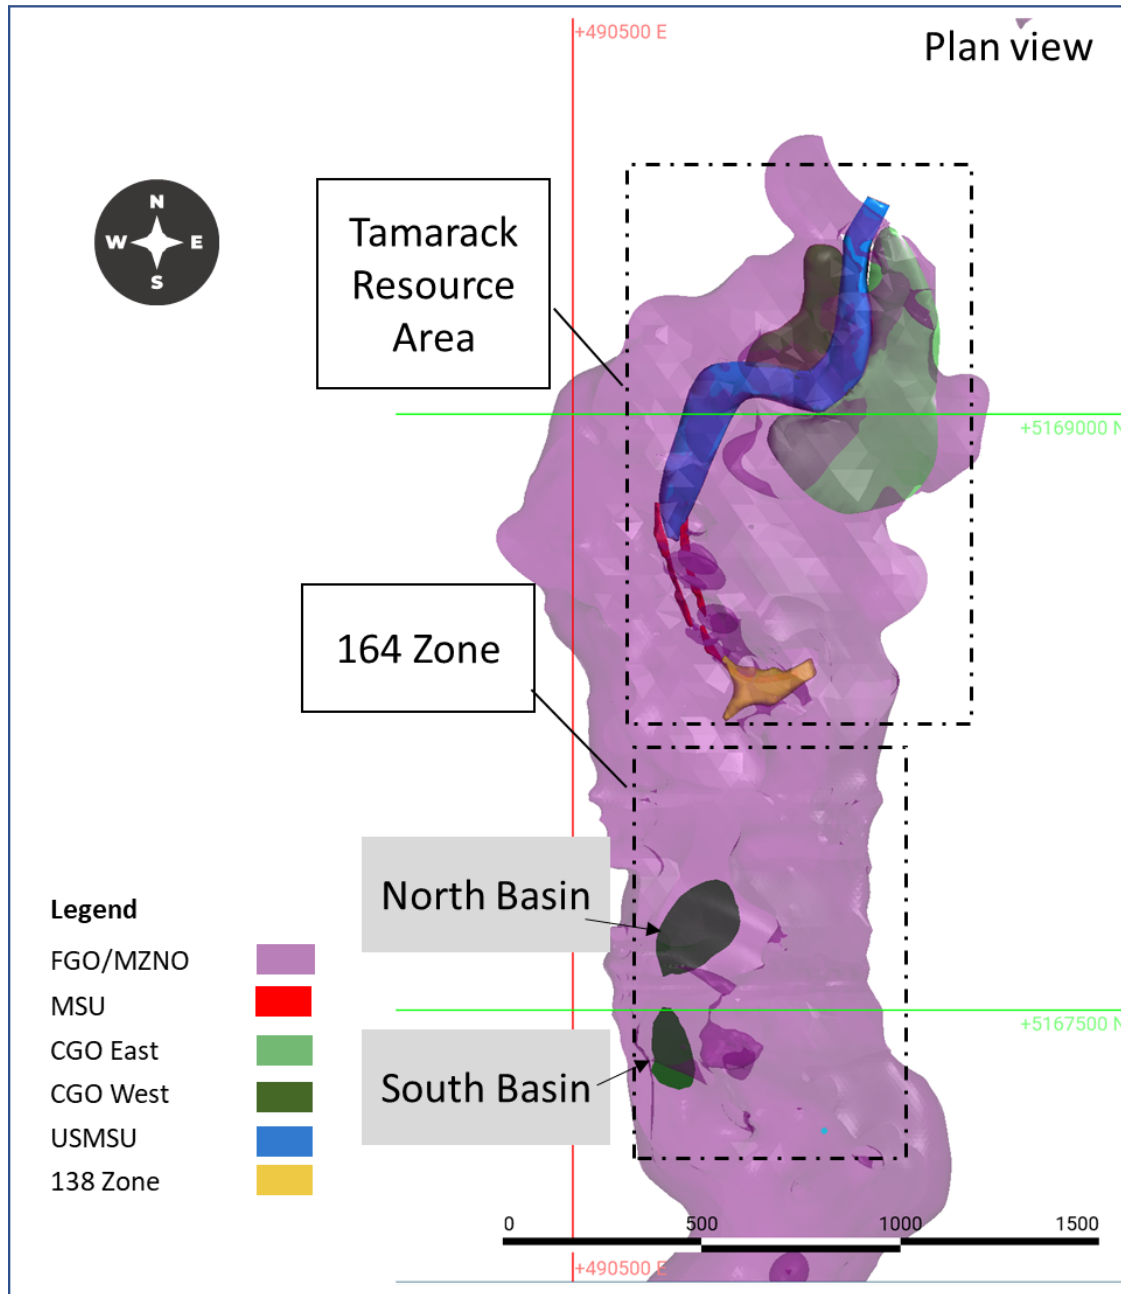 +490500 E
Plan view
N
W E
S
Tamarack
Resource
Area
+5169000 N
164 Zone
North Basin
Legend
FGO/MZNO
MSU
+5167500 N
CGO East
South Basin
CGO West
USMSU
138 Zone
0 500 1000 1500
+490500 E